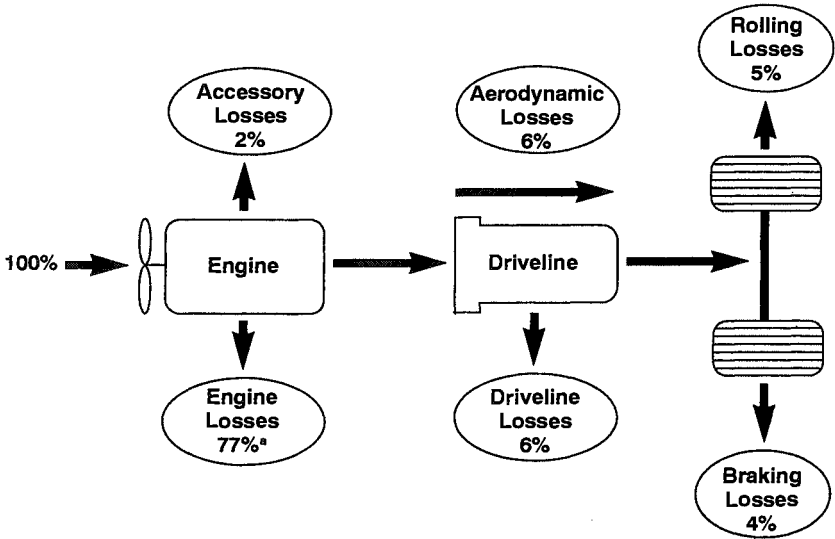 Rolling
Losses
5%
Accessory
Losses
2%
Aerodynamic
Losses
6%
100%
Engine
Driveline
Engine
Losses
77%ª
Driveline
Losses
6%
Braking
Losses
4%